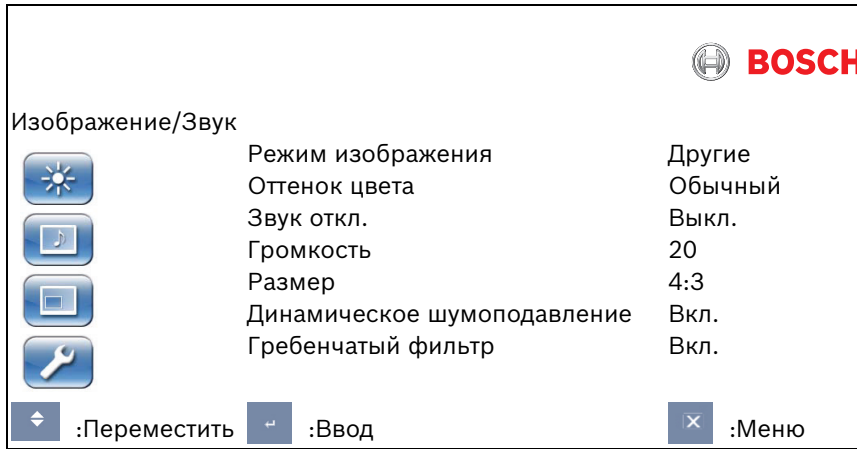 BOSCH
Изображение/Звук
Режим изображения Другие
Оттенок цвета Обычный
Звук откл. Выкл.
Громкость 20
Размер 4:3
Динамическое шумоподавление Вкл.
Гребенчатый фильтр Вкл.
:Переместить :Ввод :Меню